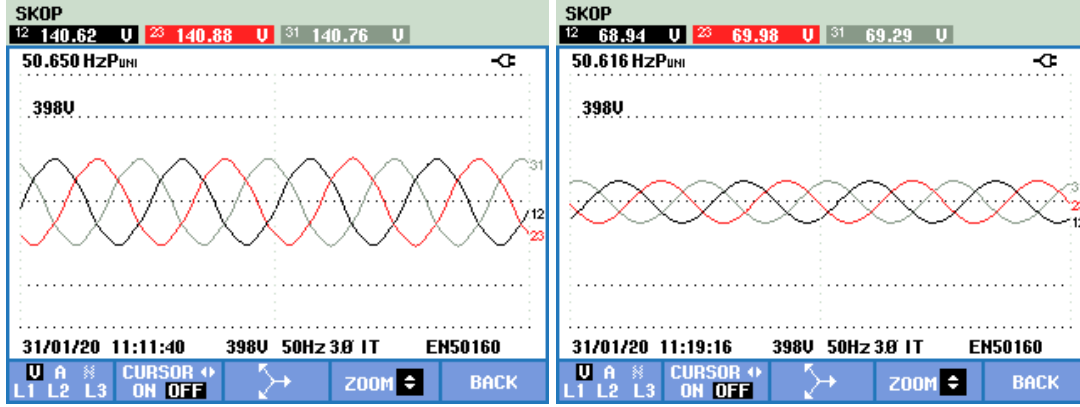 SKOP
12 140.62 V 23 140.88 V 31 140.76 V
50.650 HzPUNI
398V
31
12
23
31/01/20 11:11:40 398V 50Hz 3.Ø IT EN50160
V A
L1 L2 L3
CURSOR
ON OFF
ZOOM
BACK
SKOP
12 68.94 V 23 69.98 V 31 69.29 V
50.616 HzPUNI
398V
31/01/20 11:19:16 398V 50Hz 3.Ø IT EN50160
V A
L1 L2 L3
CURSOR
ON OFF
ZOOM
BACK